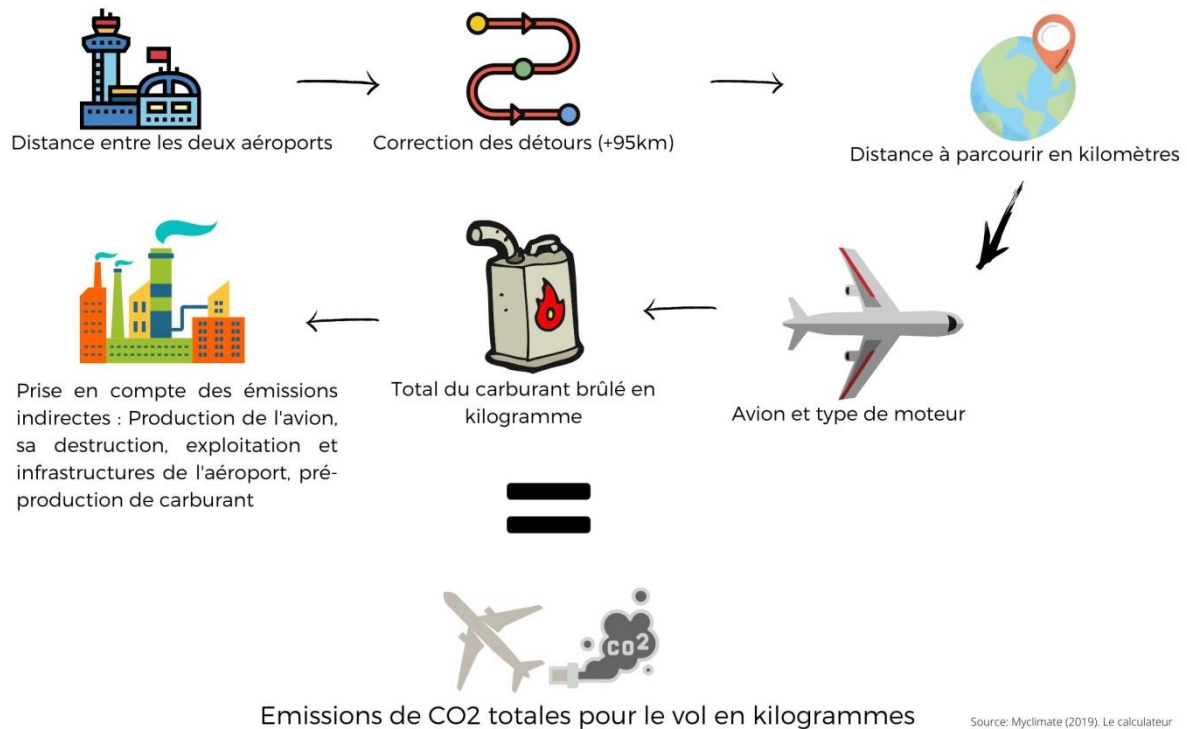 Distance entre les deux aéroports
Correction des détours (+95km)
Distance à parcourir en kilomètres
Avion et type de moteur
Total du carburant brûlé en
kilogramme
Prise en compte des émissions
indirectes : Production de l'avion,
sa destruction, exploitation et
infrastructures de l'aéroport, pré-
production de carburant
CO2
Emissions de CO2 totales pour le vol en kilogrammes
Source: Myclimate (2019). Le calculateur